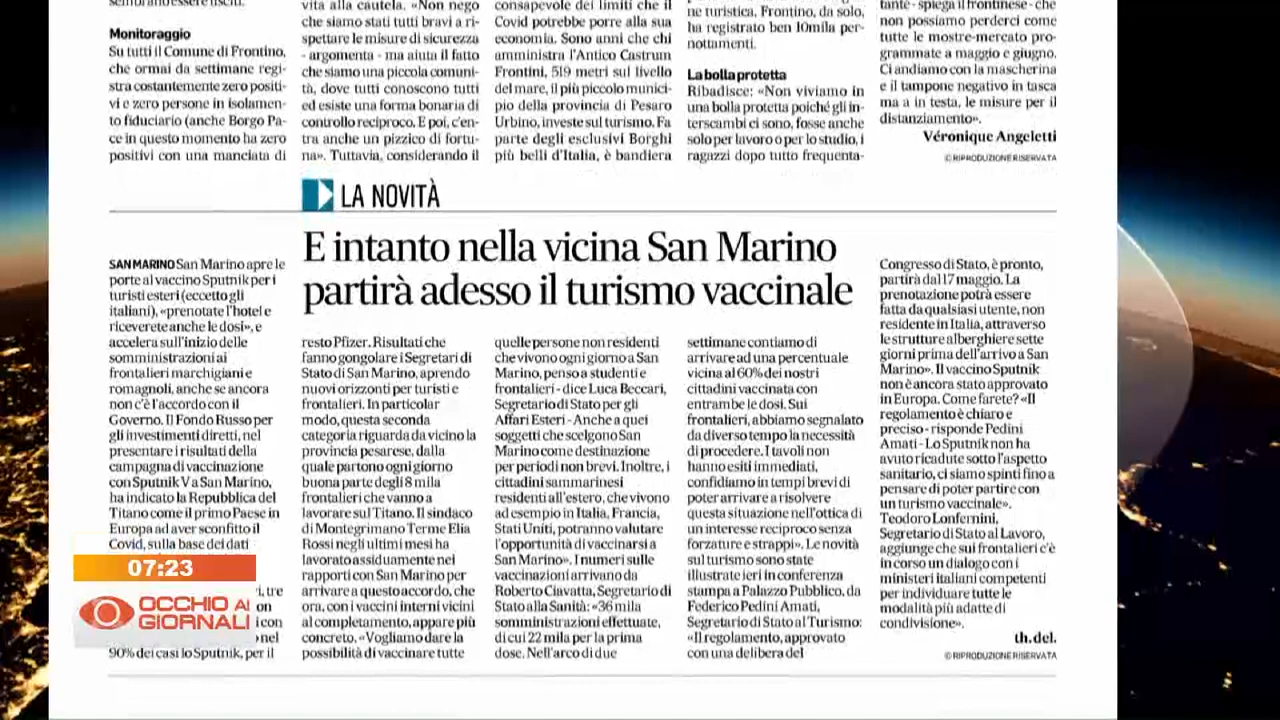 Monitoraggio
Su tutti il Comune di Frontino,
che ormai da settimane regi-
stra costantemente zero positi-
vi e zero persone in isolamen-
to fiduciario (anche Borgo Pa-
ce in questo momento ha zero
positivi con una manciata di
vita alla cautela. «Non nego
che siamo stati tutti bravi a ri-
spettare le misure di sicurezza
- argomenta - ma aiuta il fatto
che siamo una piccola comuni-
tà, dove tutti conoscono tutti
ed esiste una forma bonaria di
controllo reciproco. E poi, c'en-
tra anche un pizzico di fortu-
na». Tuttavia, considerando il
consapevole dei limiti che il
Covid potrebbe porre alla sua
economia. Sono anni che chi
amministra l'Antico Castrum
Frontini, 519 metri sul livello
del mare, il più piccolo munici-
pio della provincia di Pesaro
Urbino, investe sul turismo. Fa
parte degli esclusivi Borghi
più belli d'Italia, è bandiera
ne turistica. Frontino, da solo,
ha registrato ben 10mila per-
nottamenti.
La bolla protetta
Ribadisce: «Non viviamo in
una bolla protetta poiché gli in-
terscambi ci sono, fosse anche
solo per lavoro o per lo studio, i
ragazzi dopo tutto frequenta-
tante - spiega il frontinese - che
non possiamo perderci come
tutte le mostre-mercato pro-
grammate a maggio e giugno.
Ci andiamo con la mascherina
e il tampone negativo in tasca
ma a in testa, le misure per il
distanziamento».
Véronique Angeletti
© RIPRODUZIONE RISERVATA
LA NOVITÀ
E intanto nella vicina San Marino
partirà adesso il turismo vaccinale
SAN MARINO San Marino apre le
porte al vaccino Sputnik per i
turisti esteri (eccetto gli
italiani), «prenotate l'hotel e
riceverete anche le dosi», e
accelera sull'inizio delle
somministrazioni ai
frontalieri marchigiani e
romagnoli, anche se ancora
non c'è l'accordo con il
Governo. Il Fondo Russo per
gli investimenti diretti, nel
presentare i risultati della
campagna di vaccinazione
con Sputnik V a San Marino,
ha indicato la Repubblica del
Titano come il primo Paese in
Europa ad aver sconfitto il
Covid, sulla base dei dati
i, tre
on
i con
nel
90% dei casi lo Sputnik, per il
resto Pfizer. Risultati che
fanno gongolare i Segretari di
Stato di San Marino, aprendo
nuovi orizzonti per turisti e
frontalieri. In particolar
modo, questa seconda
categoria riguarda da vicino la
provincia pesarese, dalla
quale partono ogni giorno
buona parte degli 8 mila
frontalieri che vanno a
lavorare sul Titano. Il sindaco
di Montegrimano Terme Elia
Rossi negli ultimi mesi ha
lavorato assiduamente nei
rapporti con San Marino per
arrivare a questo accordo, che
ora, con i vaccini interni vicini
al completamento, appare più
concreto. «Vogliamo dare la
possibilità di vaccinare tutte
quelle persone non residenti
che vivono ogni giorno a San
Marino, penso a studenti e
frontalieri - dice Luca Beccari,
Segretario di Stato per gli
Affari Esteri - Anche a quei
soggetti che scelgono San
Marino come destinazione
per periodi non brevi. Inoltre, i
cittadini sammarinesi
residenti all'estero, che vivono
ad esempio in Italia, Francia,
Stati Uniti, potranno valutare
l'opportunità di vaccinarsi a
San Marino». I numeri sulle
vaccinazioni arrivano da
Roberto Ciavatta, Segretario di
Stato alla Sanità: «36 mila
somministrazioni effettuate,
di cui 22 mila per la prima
dose. Nell'arco di due
settimane contiamo di
arrivare ad una percentuale
vicina al 60% dei nostri
cittadini vaccinata con
entrambe le dosi. Sui
frontalieri, abbiamo segnalato
da diverso tempo la necessità
di procedere. I tavoli non
hanno esiti immediati,
confidiamo in tempi brevi di
poter arrivare a risolvere
questa situazione nell'ottica di
un interesse reciproco senza
forzature e strappi». Le novità
sul turismo sono state
illustrate ieri in conferenza
stampa a Palazzo Pubblico, da
Federico Pedini Amati,
Segretario di Stato al Turismo:
«Il regolamento, approvato
con una delibera del
Congresso di Stato, è pronto,
partirà dal 17 maggio. La
prenotazione potrà essere
fatta da qualsiasi utente, non
residente in Italia, attraverso
le strutture alberghiere sette
giorni prima dell'arrivo a San
Marino». Il vaccino Sputnik
non è ancora stato approvato
in Europa. Come farete? «Il
regolamento è chiaro e
preciso - risponde Pedini
Amati - Lo Sputnik non ha
avuto ricadute sotto l'aspetto
sanitario, ci siamo spinti fino a
pensare di poter partire con
un turismo vaccinale».
Teodoro Lonfernini,
Segretario di Stato al Lavoro,
aggiunge che sui frontalieri c'è
in corso un dialogo con i
ministeri italiani competenti
per individuare tutte le
modalità più adatte di
condivisione».
th.del.
© RIPRODUZIONE RISERVATA
07:23
OCCHIO AI
GIORNALI